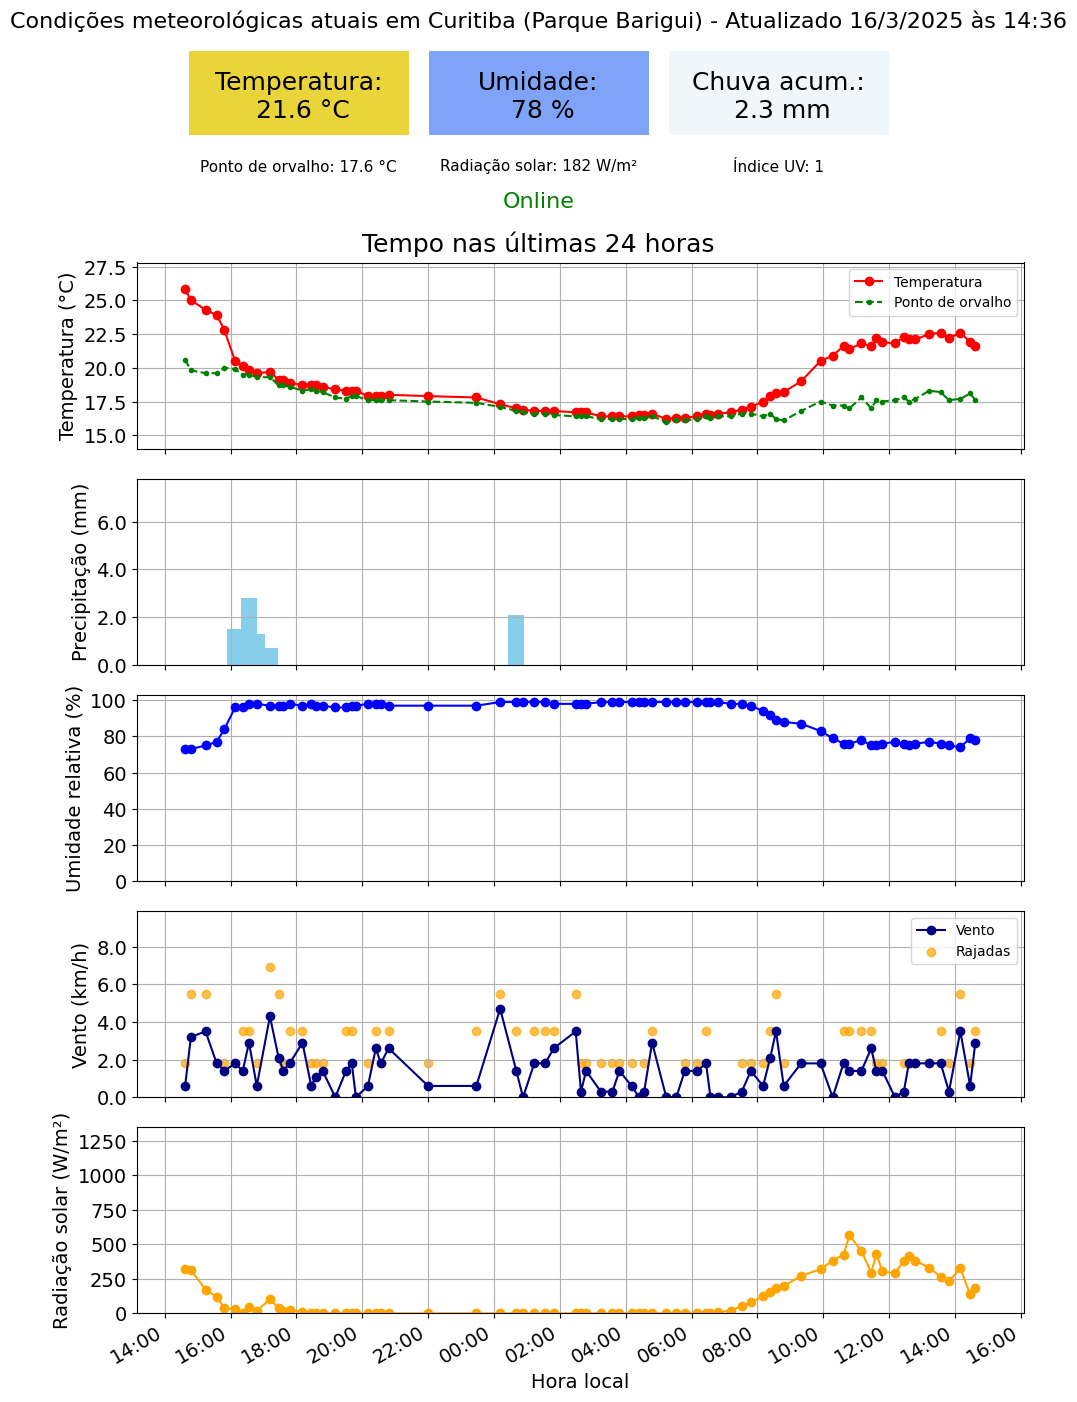 Condições meteorológicas atuais em Curitiba (Parque Barigui) - Atualizado 16/3/2025 às 14:36
Temperatura:
21.6 °C
Umidade:
78 %
Chuva acum.:
2.3 mm
Ponto de orvalho: 17.6 °C
Radiação solar: 182 W/m²
Índice UV: 1
Online
Tempo nas últimas 24 horas
Temperatura (°C)
27.5
25.0
22.5
20.0
17.5
15.0
Temperatura
Ponto de orvalho
Precipitação (mm)
6.0
4.0
2.0
0.0
Umidade relativa (%)
100
80
60
40
20
0
Vento (km/h)
8.0
6.0
4.0
2.0
0.0
Vento
Rajadas
Radiação solar (W/m²)
1250
1000
750
500
250
0
14:00
16:00
18:00
20:00
22:00
00:00
02:00
04:00
06:00
08:00
10:00
12:00
14:00
16:00
Hora local